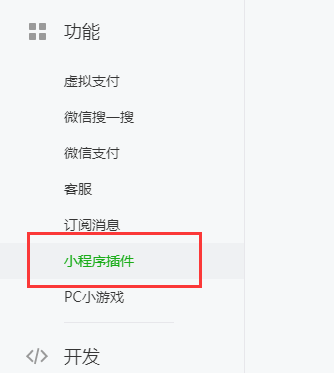 功能
虚拟支付
微信搜一搜
微信支付
客服
订阅消息
小程序插件
PC小游戏
开发